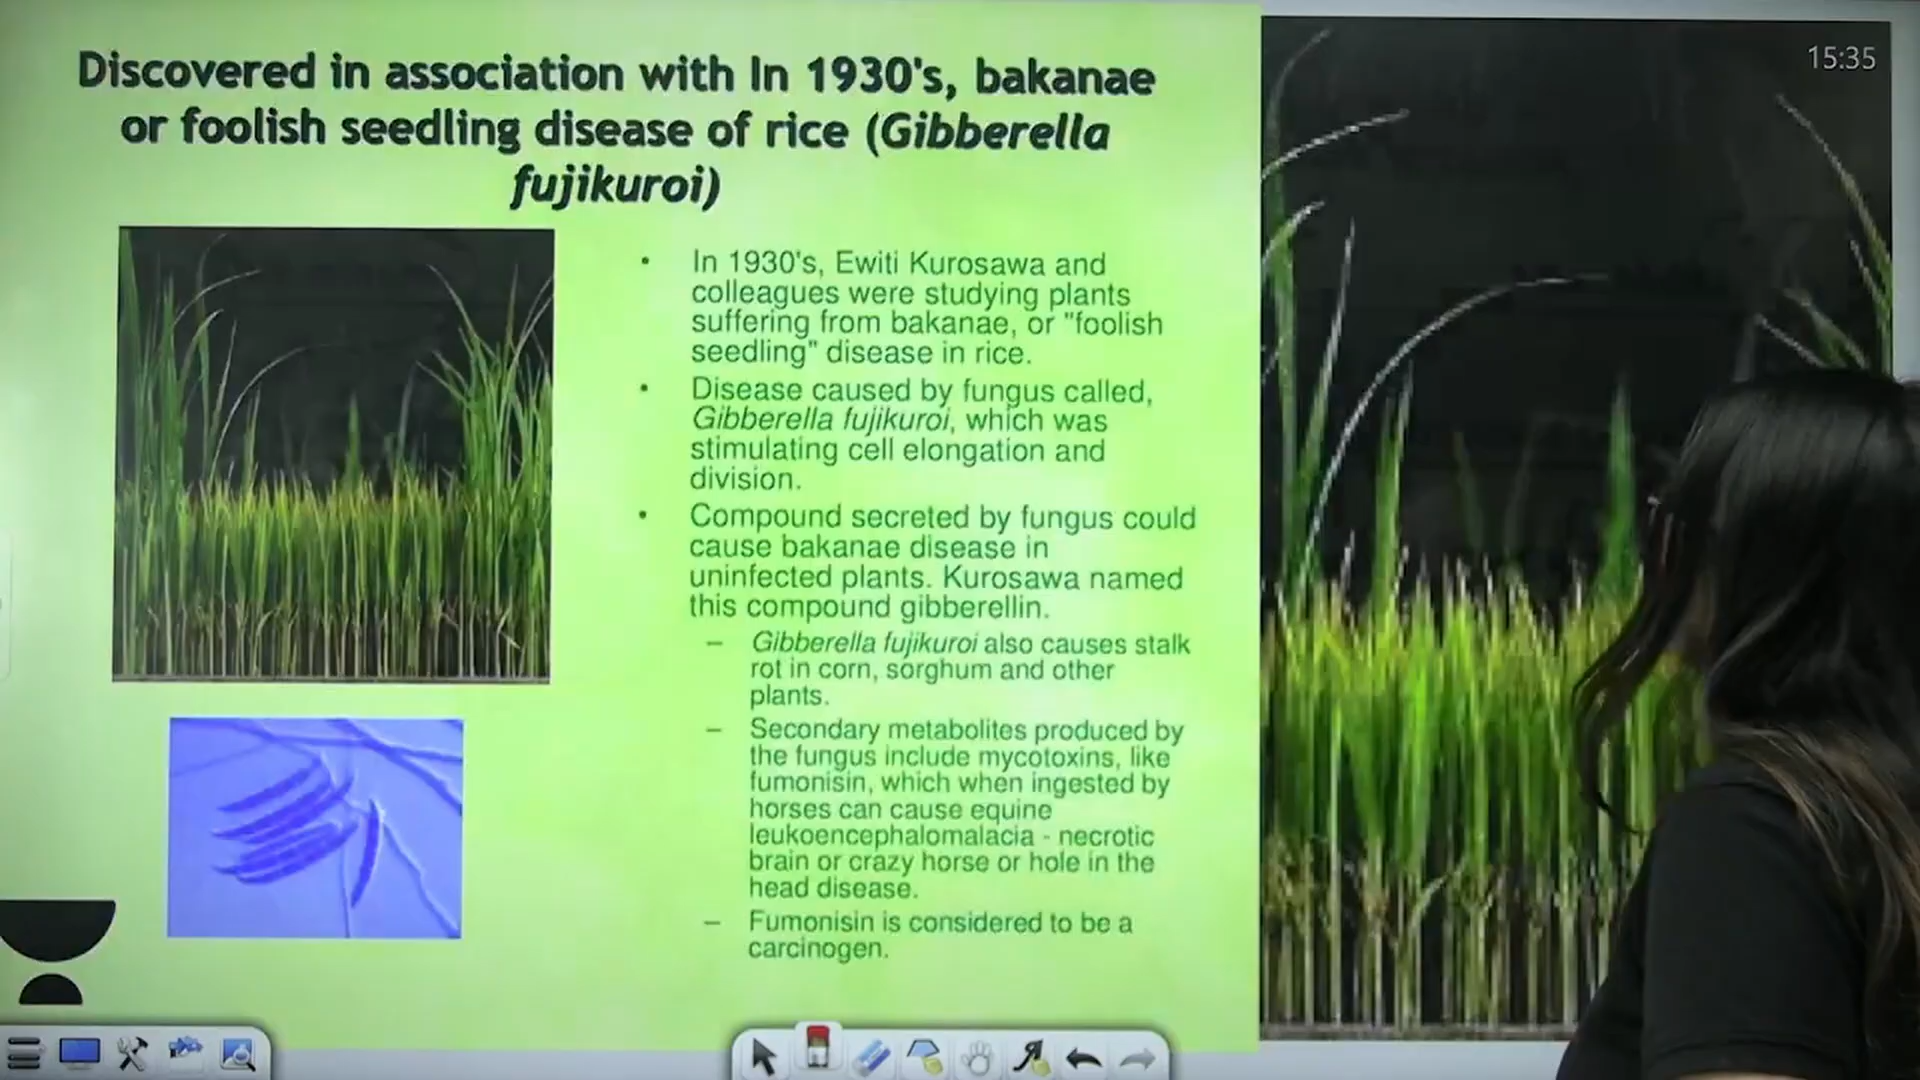 Discovered in association with In 1930's, bakanae
or foolish seedling disease of rice (Gibberella
fujikuroi)
• In 1930's, Ewiti Kurosawa and
colleagues were studying plants
suffering from bakanae, or "foolish
seedling" disease in rice.
• Disease caused by fungus called,
Gibberella fujikuroi, which was
stimulating cell elongation and
division.
• Compound secreted by fungus could
cause bakanae disease in
uninfected plants. Kurosawa named
this compound gibberellin.
– Gibberella fujikuroi also causes stalk
rot in corn, sorghum and other
plants.
– Secondary metabolites produced by
the fungus include mycotoxins, like
fumonisin, which when ingested by
horses can cause equine
leukoencephalomalacia - necrotic
brain or crazy horse or hole in the
head disease.
– Fumonisin is considered to be a
carcinogen.
15:35